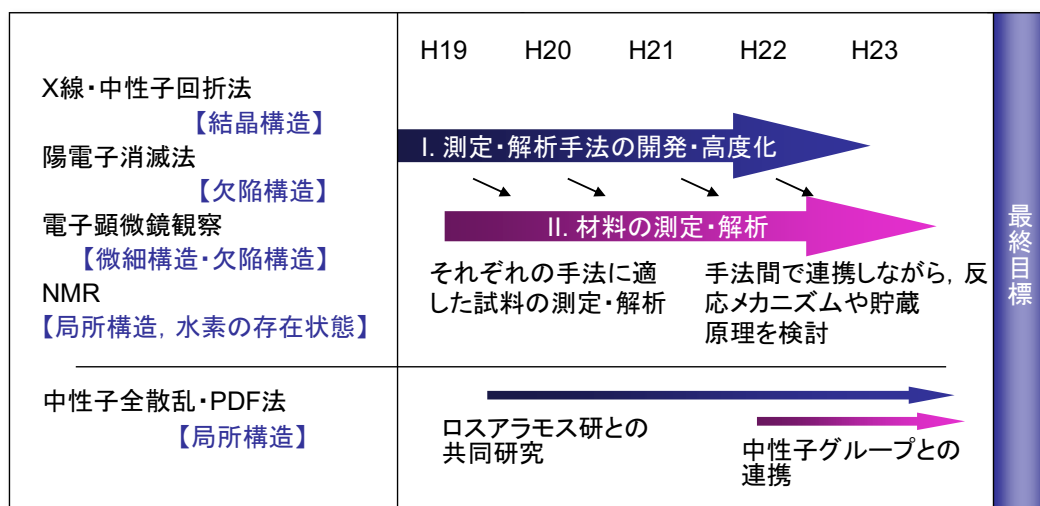 H19 H20 H21 H22 H23
X線・中性子回折法
【結晶構造】
陽電子消滅法
【欠陥構造】
電子顕微鏡観察
【微細構造・欠陥構造】
NMR
【局所構造, 水素の存在状態】
I. 測定・解析手法の開発・高度化
II. 材料の測定・解析
それぞれの手法に適
した試料の測定・解析
手法間で連携しながら, 反
応メカニズムや貯蔵
原理を検討
中性子全散乱・PDF法
【局所構造】
ロスアラモス研との
共同研究
中性子グループとの
連携
最終目標